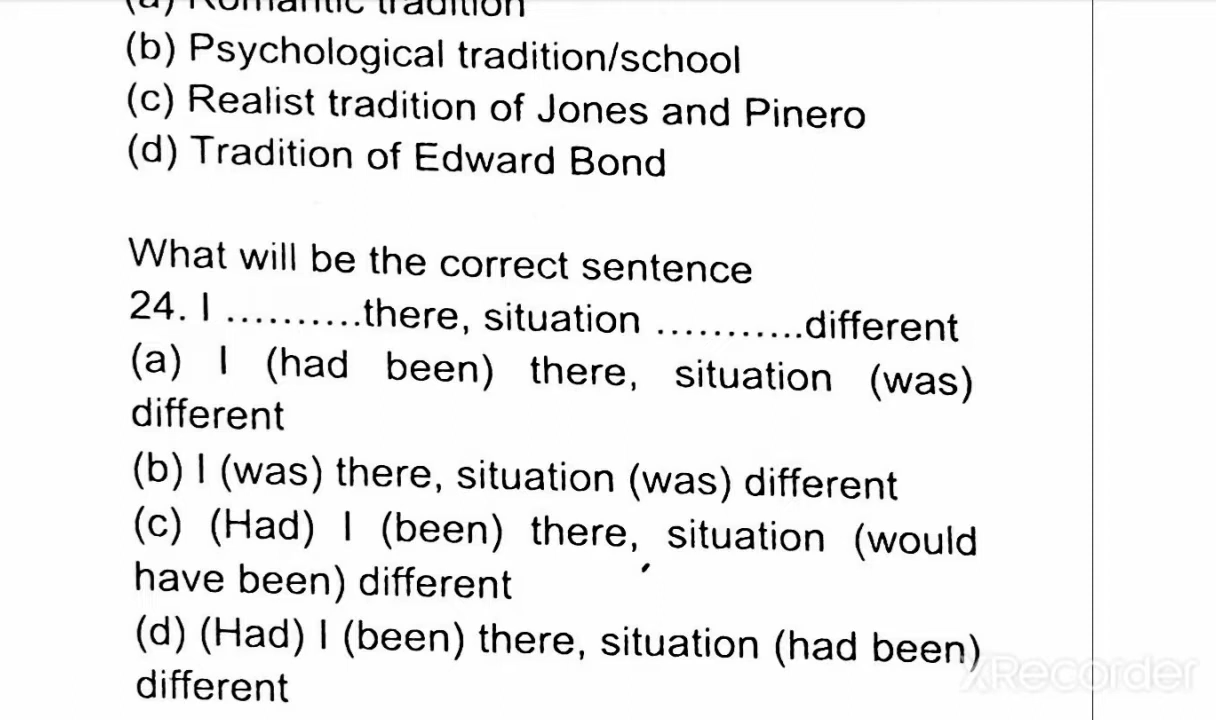 (a) Romantic tradition
(b) Psychological tradition/school
(c) Realist tradition of Jones and Pinero
(d) Tradition of Edward Bond
What will be the correct sentence
24. I ..........there, situation ...........different
(a) I (had been) there, situation (was)
different
(b) I (was) there, situation (was) different
(c) (Had) I (been) there, situation (would
have been) different
(d) (Had) I (been) there, situation (had been)
different
XRecorder